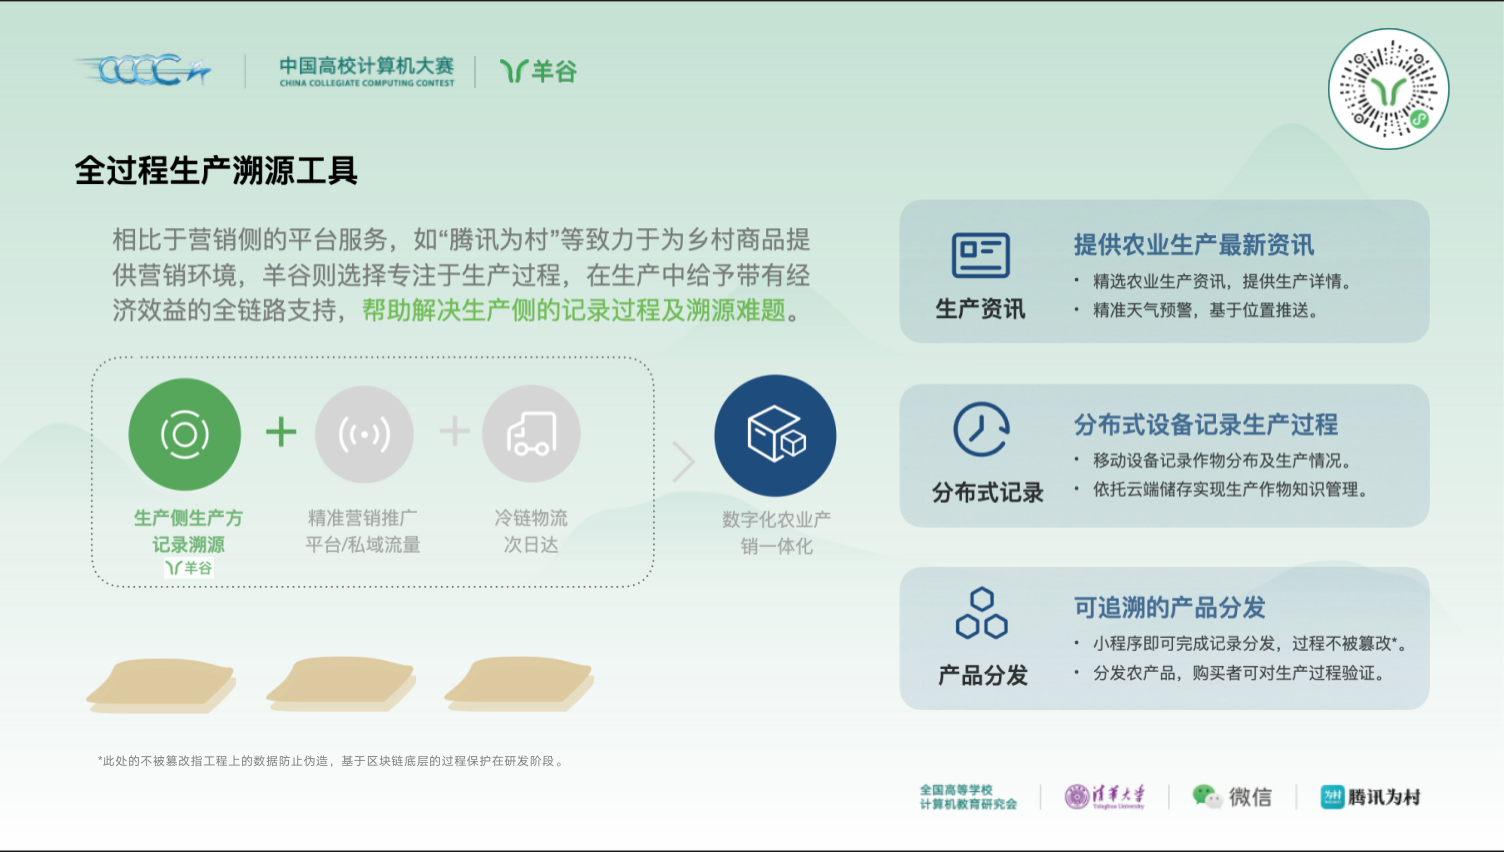 中国高校计算机大赛
CHINA COLLEGIATE COMPUTING CONTEST
羊谷
全过程生产溯源工具
相比于营销侧的平台服务，如“腾讯为村”等致力于为乡村商品提
供营销环境，羊谷则选择专注于生产过程，在生产中给予带有经
济效益的全链路支持，帮助解决生产侧的记录过程及溯源难题。
生产侧生产方
记录溯源
羊谷
精准营销推广
平台/私域流量
冷链物流
次日达
数字化农业产
销一体化
生产资讯
提供农业生产最新资讯
• 精选农业生产资讯，提供生产详情。
• 精准天气预警，基于位置推送。
分布式记录
分布式设备记录生产过程
• 移动设备记录作物分布及生产情况。
• 依托云端储存实现生产作物知识管理。
产品分发
可追溯的产品分发
• 小程序即可完成记录分发，过程不被篡改*。
• 分发农产品，购买者可对生产过程验证。
*此处的不被篡改指工程上的数据防止伪造，基于区块链底层的过程保护在研发阶段。
全国高等学校
计算机教育研究会
清华大学
Tsinghua University
微信
为村
腾讯为村